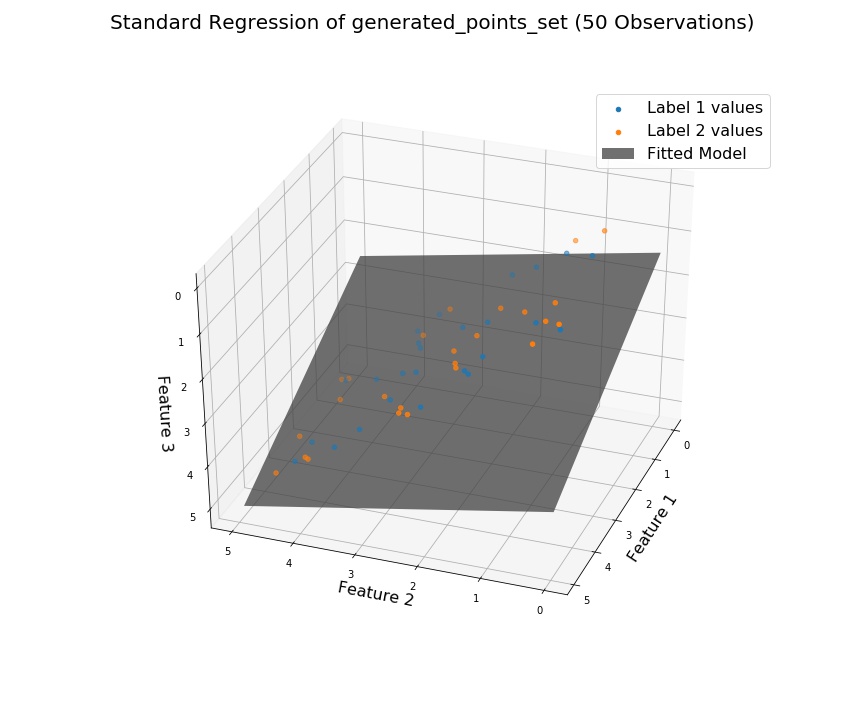 Standard Regression of generated_points_set (50 Observations)
Label 1 values
Label 2 values
Fitted Model
0
1
2
3
4
5
Feature 3
5
4
3
2
1
0
Feature 2
0
1
2
3
4
5
Feature 1